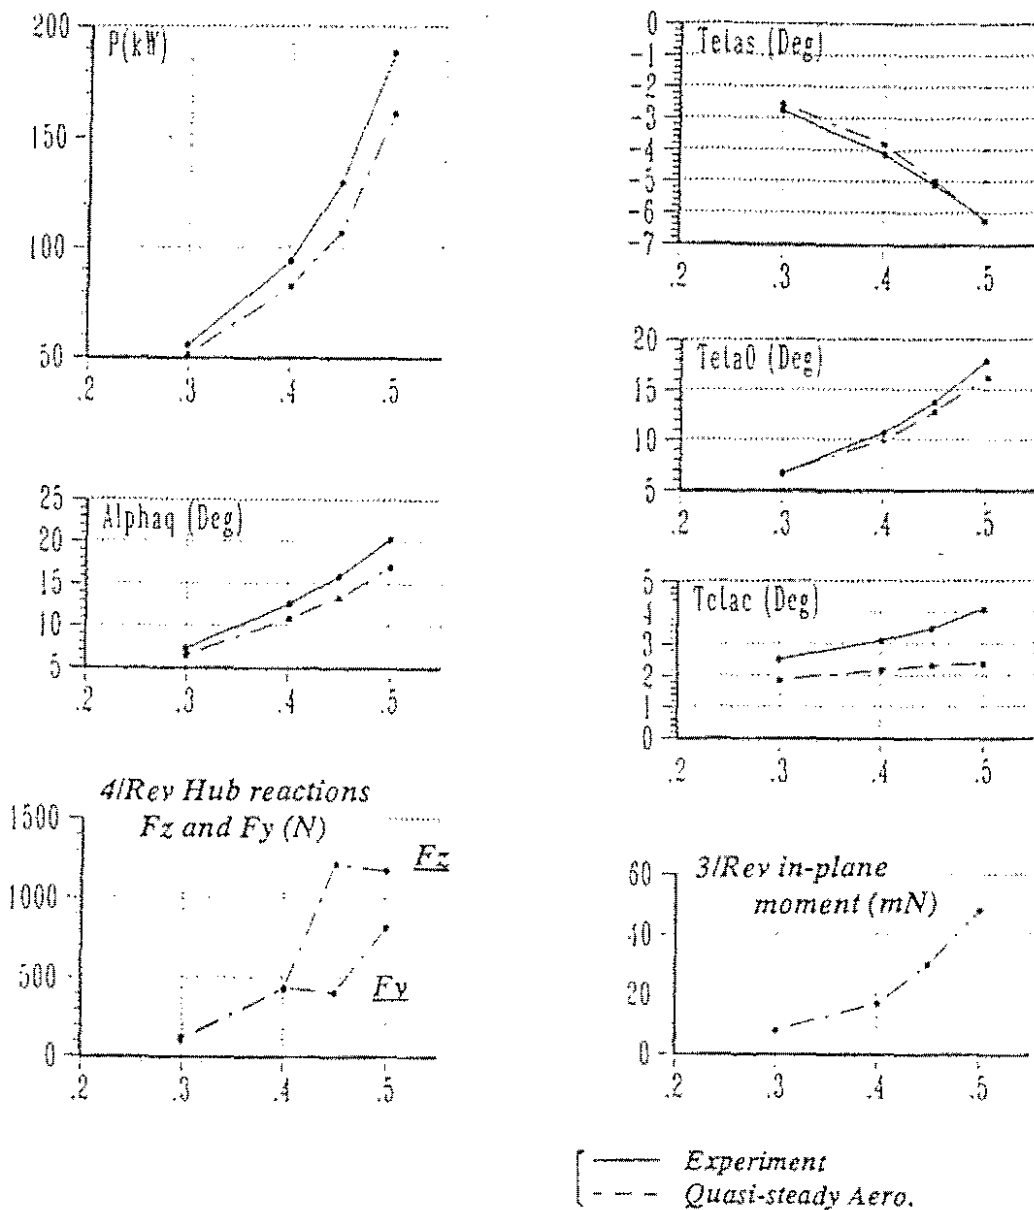 200
P(kW)
150
100
50
.2 .3 .4 .5
0
Tetas (Deg)
-1
-2
-3
-4
-5
-6
-7
.2 .3 .4 .5
20
Teta0 (Deg)
15
10
5
.2 .3 .4 .5
25
Alphaq (Deg)
20
15
10
5
.2 .3 .4 .5
5
Tetac (Deg)
4
3
2
1
0
.2 .3 .4 .5
4/Rev Hub reactions
Fz and Fy (N)
1500
Fz
1000
500
Fy
0
.2 .3 .4 .5
60
3/Rev in-plane
moment (mN)
40
20
0
.2 .3 .4 .5
Experiment
Quasi-steady Aero.